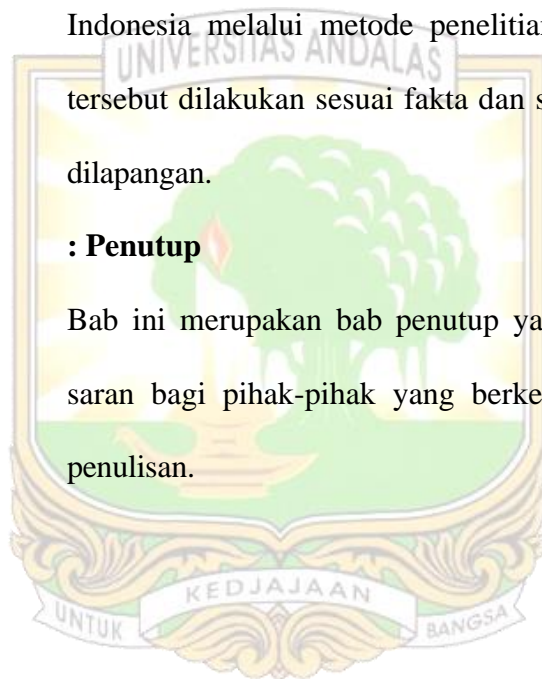 Indonesia melalui metode penelitian
UNIVERSITAS ANDALAS
tersebut dilakukan sesuai fakta dan s
dilapangan.
: Penutup
Bab ini merupakan bab penutup ya
saran bagi pihak-pihak yang berke
penulisan.
UNTUK KEDJAJAAN BANGSA